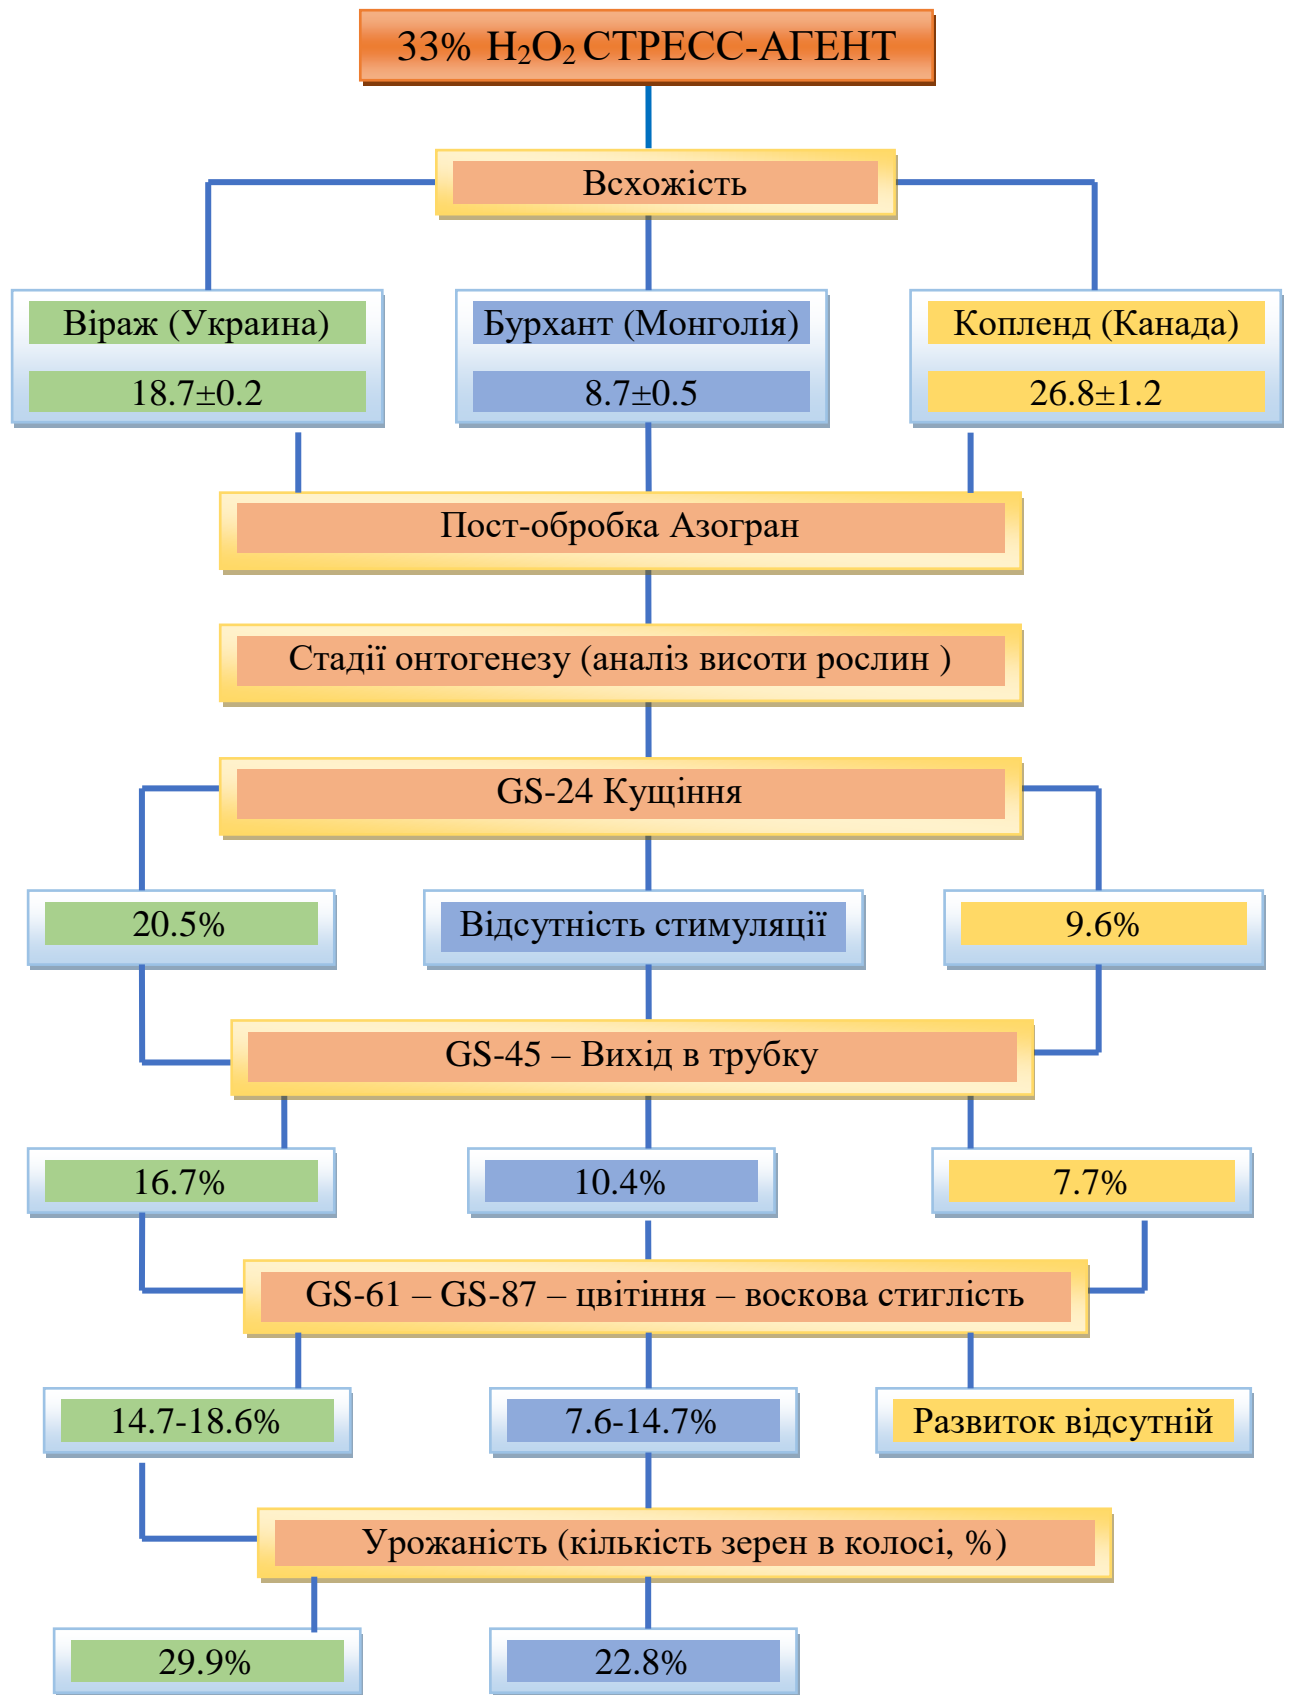 33% H₂O₂ СТРЕСС-АГЕНТ
Всхожість
Віраж (Украина)
Бурхант (Монголія)
Копленд (Канада)
18.7±0.2
8.7±0.5
26.8±1.2
Пост-обробка Азогран
Стадії онтогенезу (аналіз висоти рослин )
GS-24 Кущіння
20.5%
Відсутність стимуляції
9.6%
GS-45 – Вихід в трубку
16.7%
10.4%
7.7%
GS-61 – GS-87 – цвітіння – воскова стиглість
14.7-18.6%
7.6-14.7%
Развиток відсутній
Урожаність (кількість зерен в колосі, %)
29.9%
22.8%